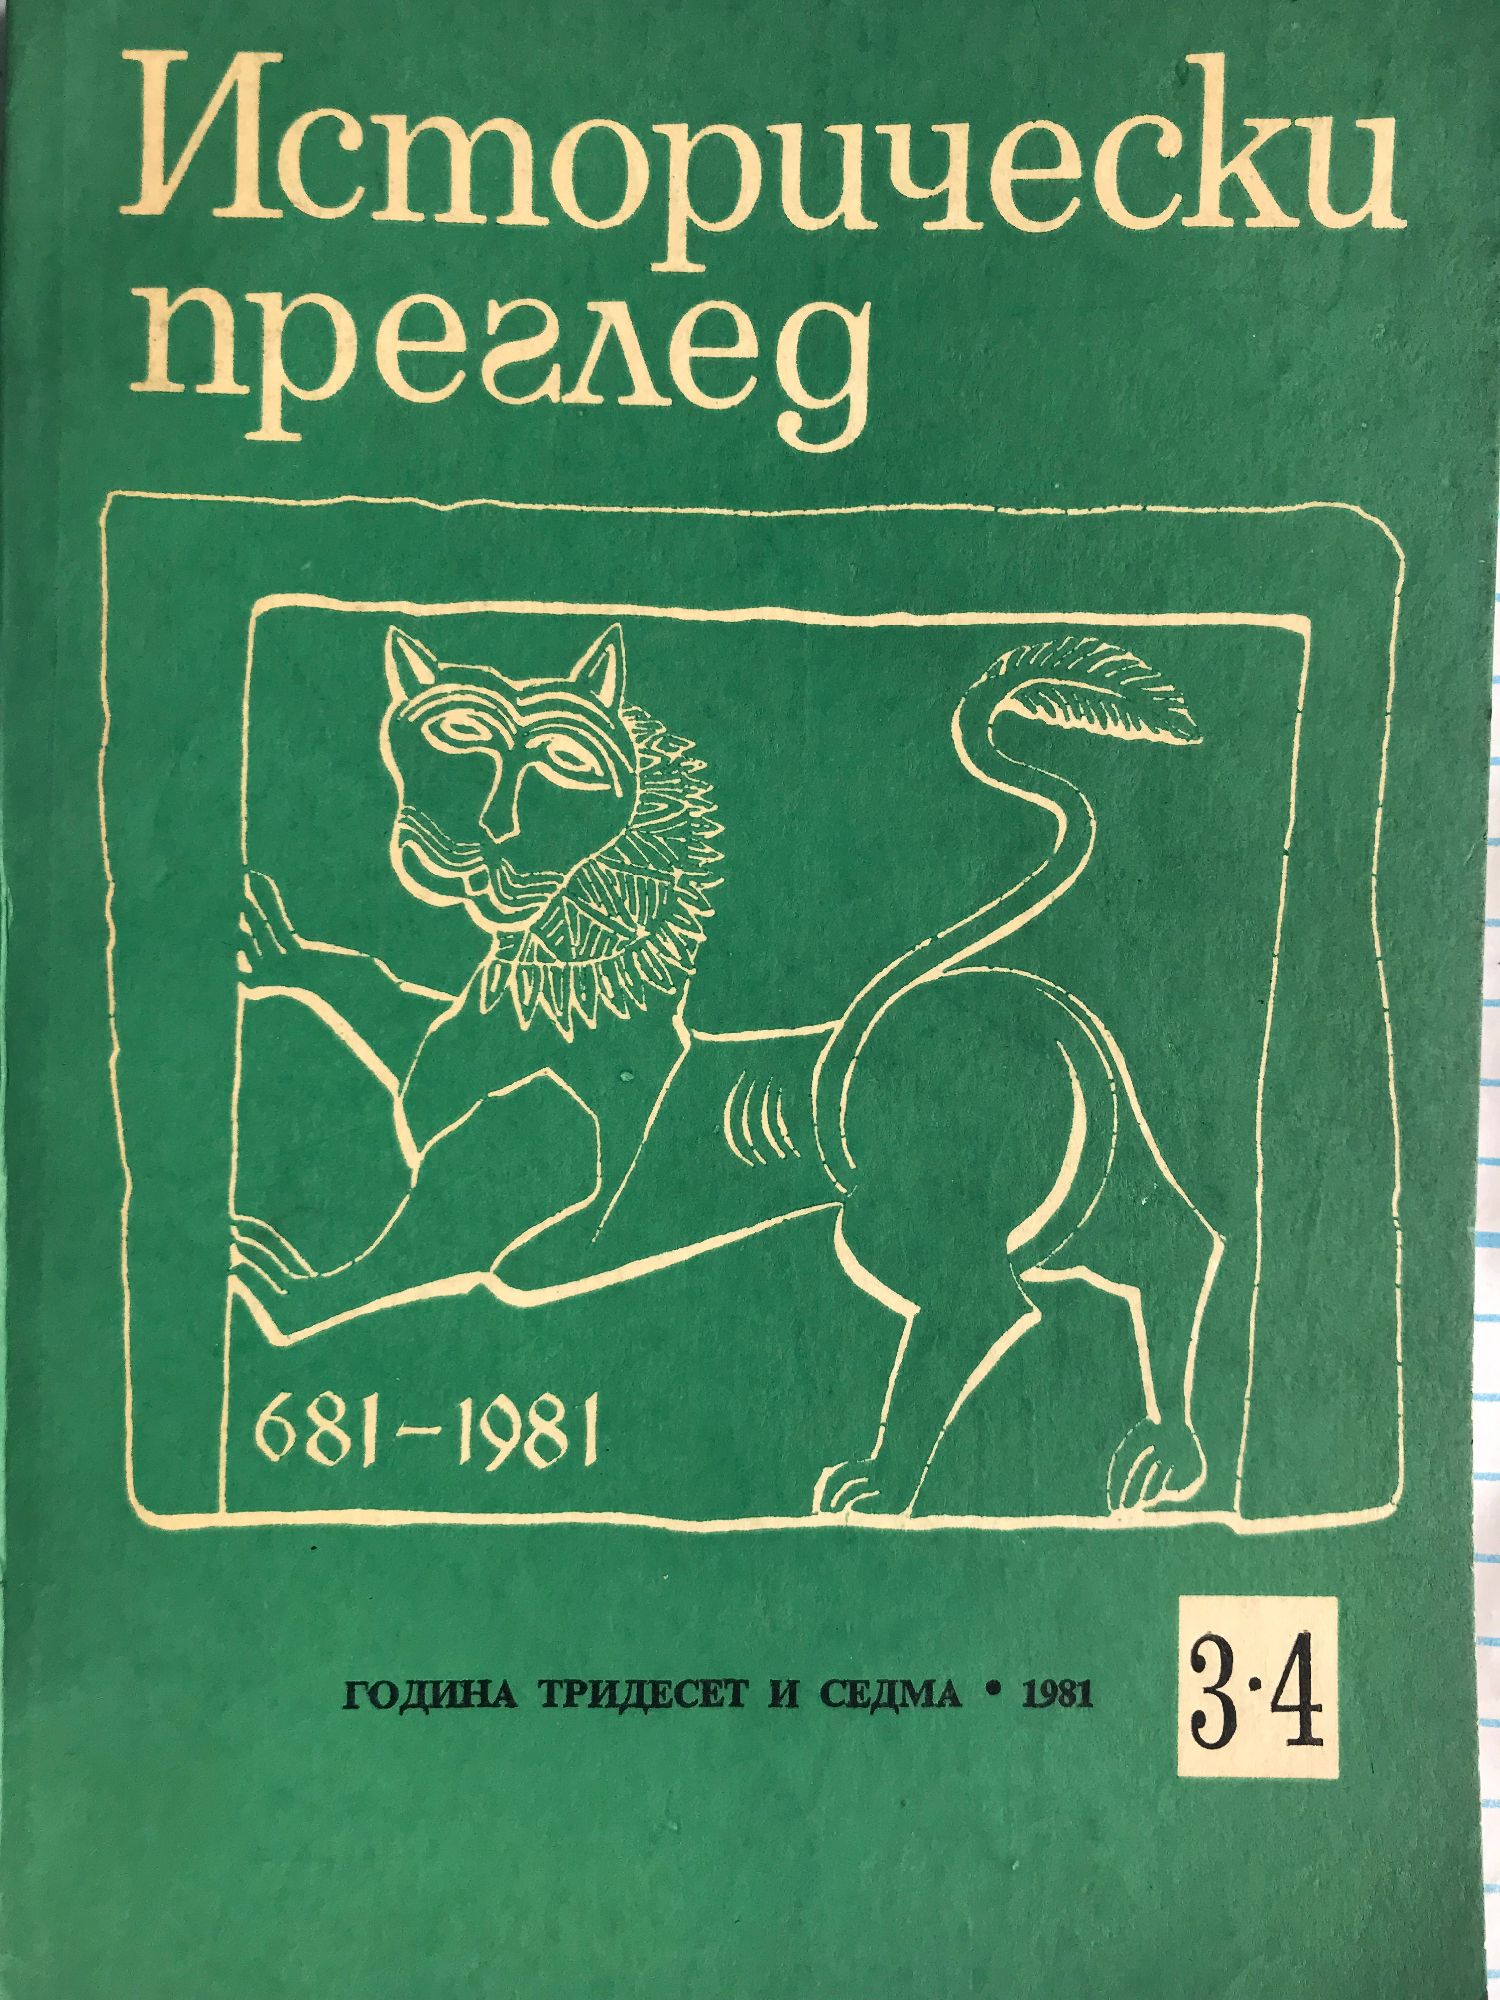 Исторически
преглед
681-1981
ГОДИНА ТРИДЕСЕТ И СЕДМА • 1981
3·4